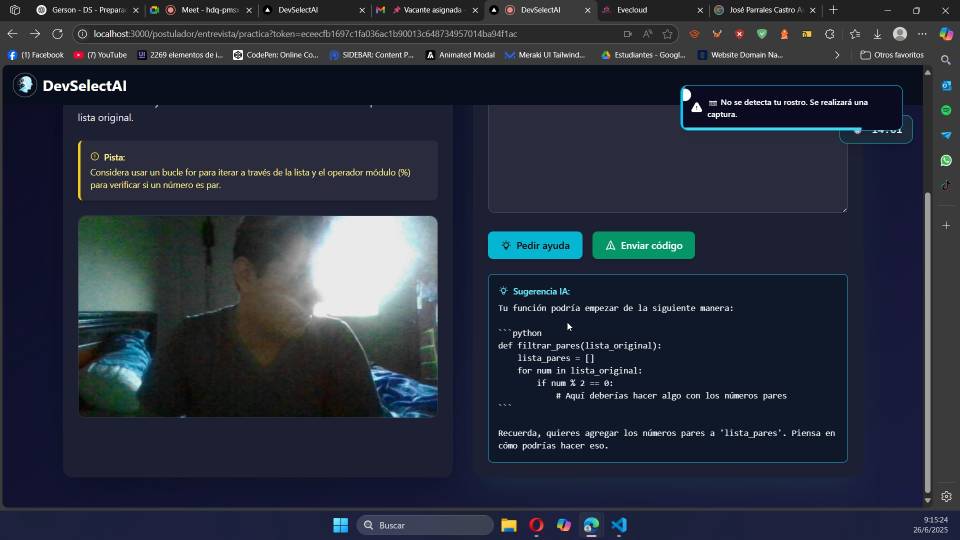 Gerson - DS - Preparac
Meet - hdq-pmsx
DevSelectAI
Vacante asignada -
DevSelectAI
Evecloud
José Parrales Castro A
localhost:3000/postulador/entrevista/practica?token=eceecfb1697c1fa036ac1b90013c648734957014ba94f1ac
(1) Facebook
(7) YouTube
2269 elementos de i...
CodePen: Online Co...
SIDEBAR: Content P...
Animated Modal
Meraki UI Tailwind...
Estudiantes - Googl...
Website Domain Na...
Otros favoritos
DevSelectAI
No se detecta tu rostro. Se realizará una
captura.
lista original.
Pista:
Considera usar un bucle for para iterar a través de la lista y el operador módulo (%)
para verificar si un número es par.
Pedir ayuda
Enviar código
Sugerencia IA:
Tu función podría empezar de la siguiente manera:
```python
def filtrar_pares(lista_original):
    lista_pares = []
    for num in lista_original:
        if num % 2 == 0:
            # Aquí deberías hacer algo con los números pares
```
Recuerda, quieres agregar los números pares a 'lista_pares'. Piensa en
cómo podrías hacer eso.
Buscar
9:15:24
26/6/2025